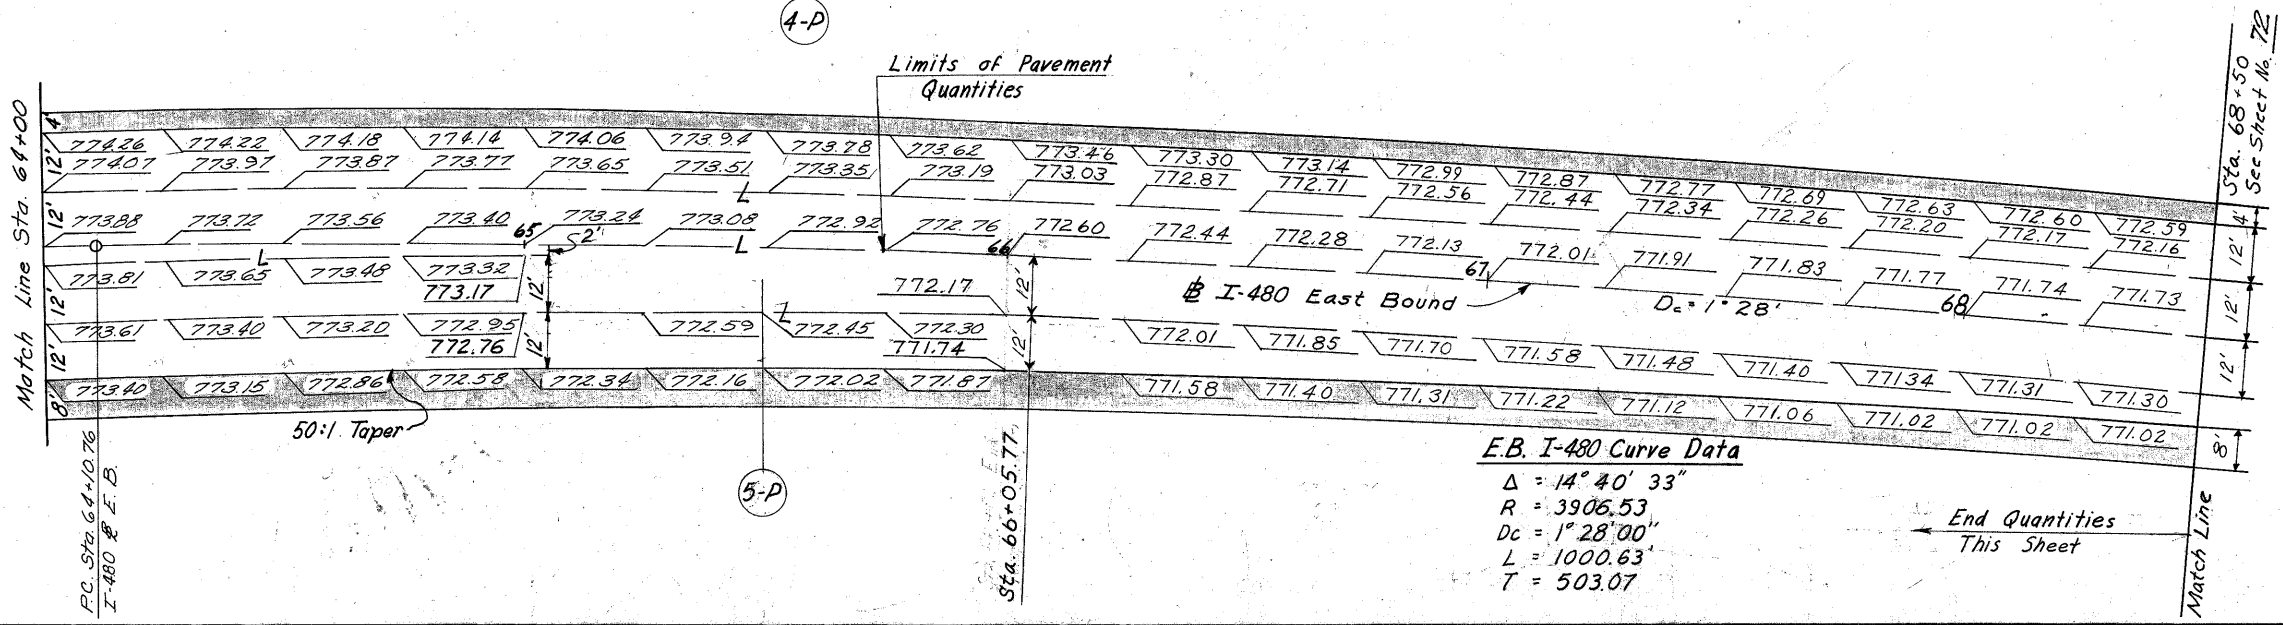 4-P
Limits of Pavement
Quantities
Match Line Sta. 64+00
4'
12'
12'
12'
12'
8'
774.26 774.22 774.18 774.14 774.06 773.94 773.78 773.62 773.46 773.30 773.14 772.99 772.87 772.77 772.69 772.63 772.60 772.59
774.07 773.97 773.87 773.77 773.65 773.51 773.35 773.19 773.03 772.87 772.71 772.56 772.44 772.34 772.26 772.20 772.17 772.16
L
773.88 773.72 773.56 773.40 773.24 773.08 772.92 772.76 772.60 772.44 772.28 772.13 772.01 771.91 771.83 771.77 771.74 771.73
65 2' 66 67 68
L L
773.81 773.65 773.48 773.32
773.17
12' 12'
772.17
I-480 East Bound
Dc = 1° 28'
773.61 773.40 773.20 772.95 772.59 772.45 772.30 772.01 771.85 771.70 771.58 771.48 771.40 771.34 771.31 771.30
772.76
12' 12'
771.74
L
773.40 773.15 772.86 772.58 772.34 772.16 772.02 771.87 771.58 771.40 771.31 771.22 771.12 771.06 771.02 771.02 771.02
50:1 Taper
P.C. Sta. 64+10.76
I-480 E.B.
5-P
Sta. 66+05.77
E.B. I-480 Curve Data
Δ = 14° 40' 33"
R = 3906.53
Dc = 1° 28' 00"
L = 1000.63'
T = 503.07
End Quantities
This Sheet
Sta. 68+50
See Sheet No. 72
4'
12'
12'
12'
8'
Match Line